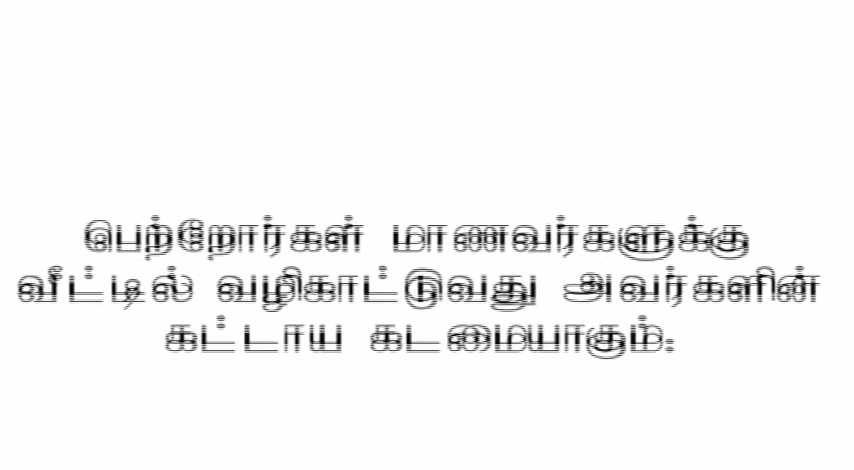 பெற்றோர்கள் மாணவர்களுக்கு
வீட்டில் வழிகாட்டுவது அவர்களின்
கட்டாய கடமையாகும்.